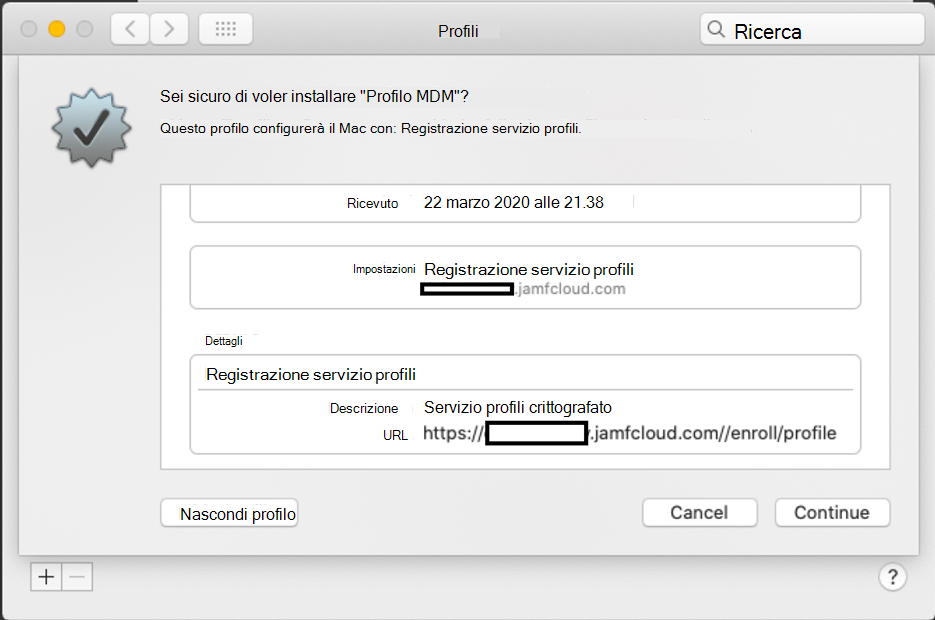 Profili
Ricerca
Sei sicuro di voler installare "Profilo MDM"?
Questo profilo configurerà il Mac con: Registrazione servizio profili.
Ricevuto 22 marzo 2020 alle 21.38
Impostazioni Registrazione servizio profili
.jamfcloud.com
Dettagli
Registrazione servizio profili
Descrizione Servizio profili crittografato
URL https:// .jamfcloud.com//enroll/profile
Nascondi profilo
Cancel
Continue
+ −
?